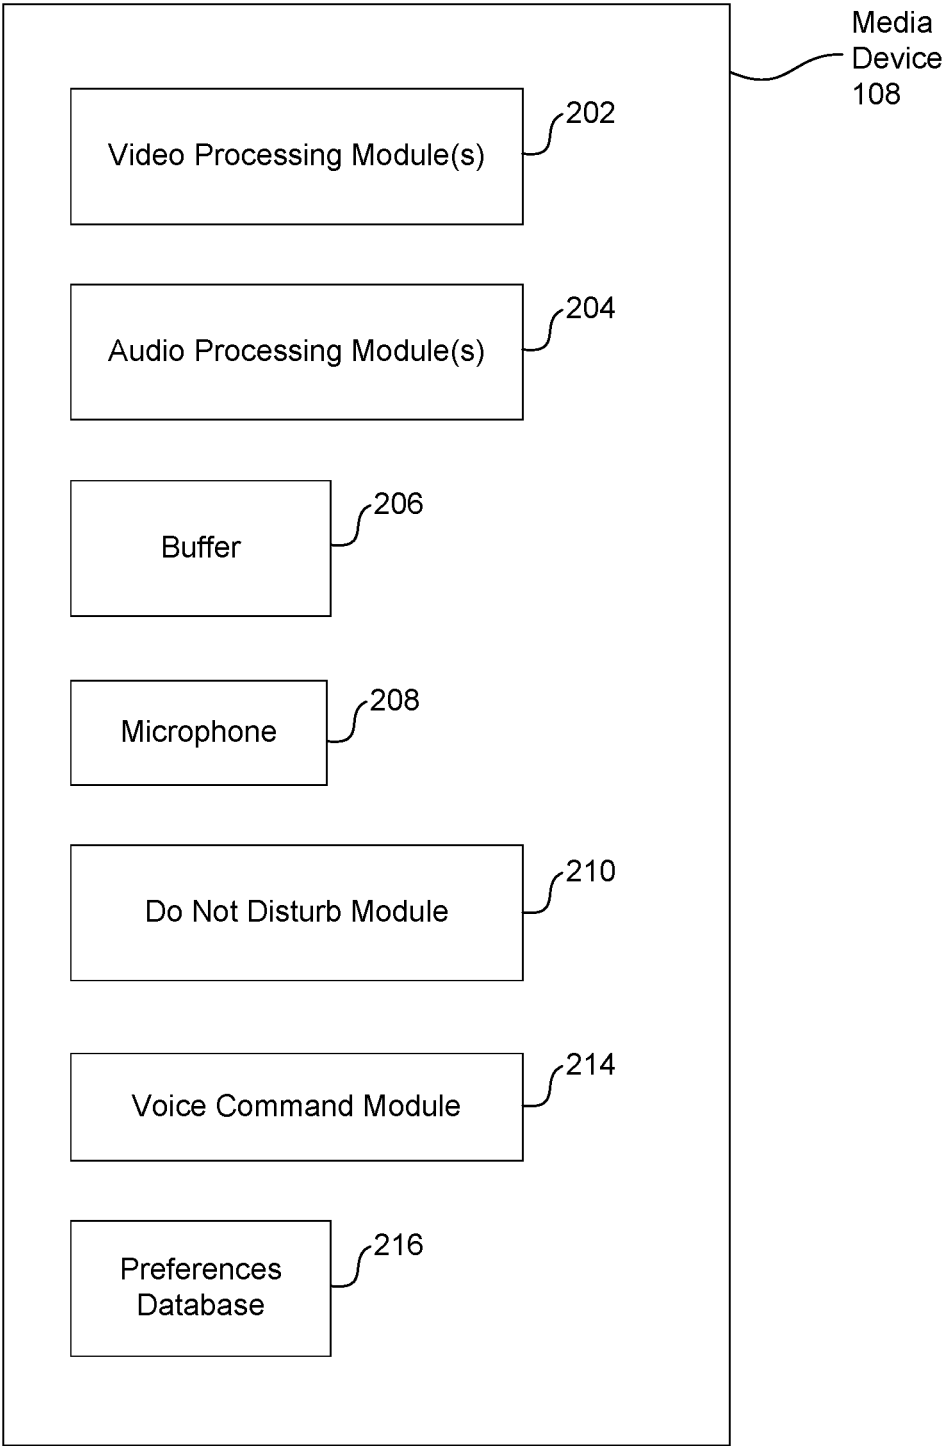 Media
Device
108
202
Video Processing Module(s)
204
Audio Processing Module(s)
206
Buffer
208
Microphone
210
Do Not Disturb Module
214
Voice Command Module
216
Preferences
Database